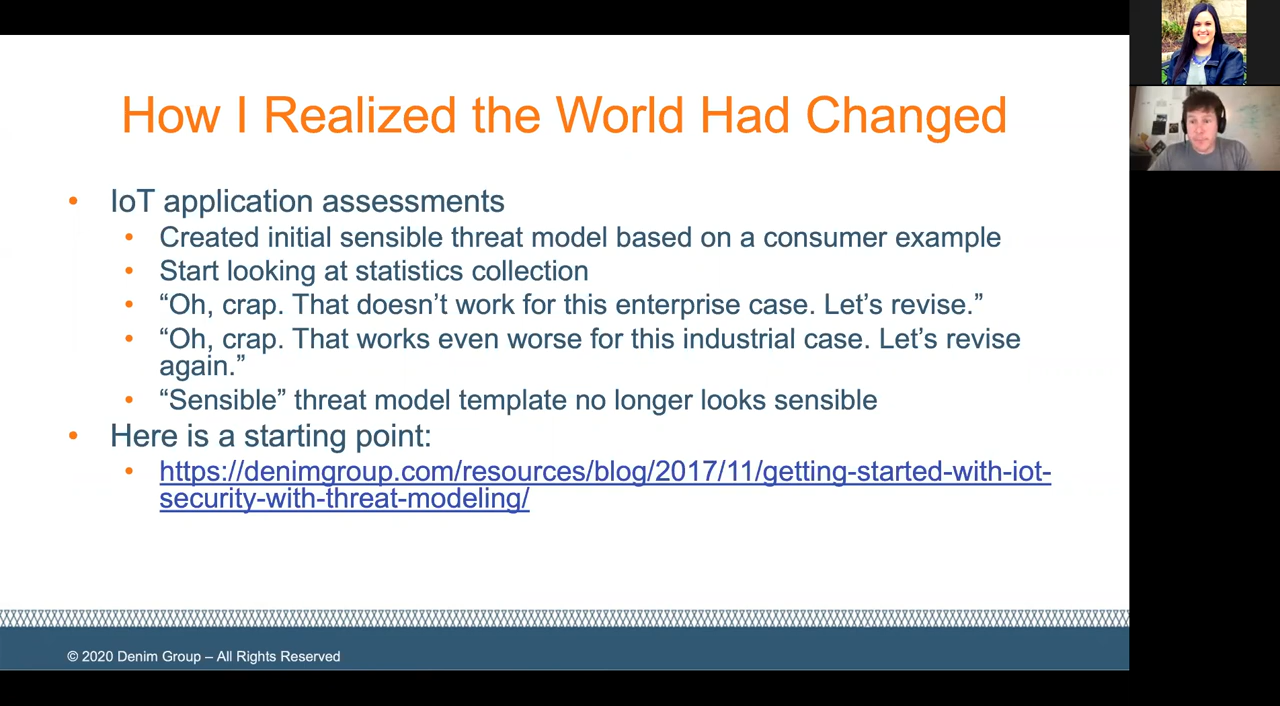 How I Realized the World Had Changed
• IoT application assessments
• Created initial sensible threat model based on a consumer example
• Start looking at statistics collection
• “Oh, crap. That doesn’t work for this enterprise case. Let’s revise.”
• “Oh, crap. That works even worse for this industrial case. Let’s revise
again.”
• “Sensible” threat model template no longer looks sensible
• Here is a starting point:
• https://denimgroup.com/resources/blog/2017/11/getting-started-with-iot-
security-with-threat-modeling/
© 2020 Denim Group – All Rights Reserved